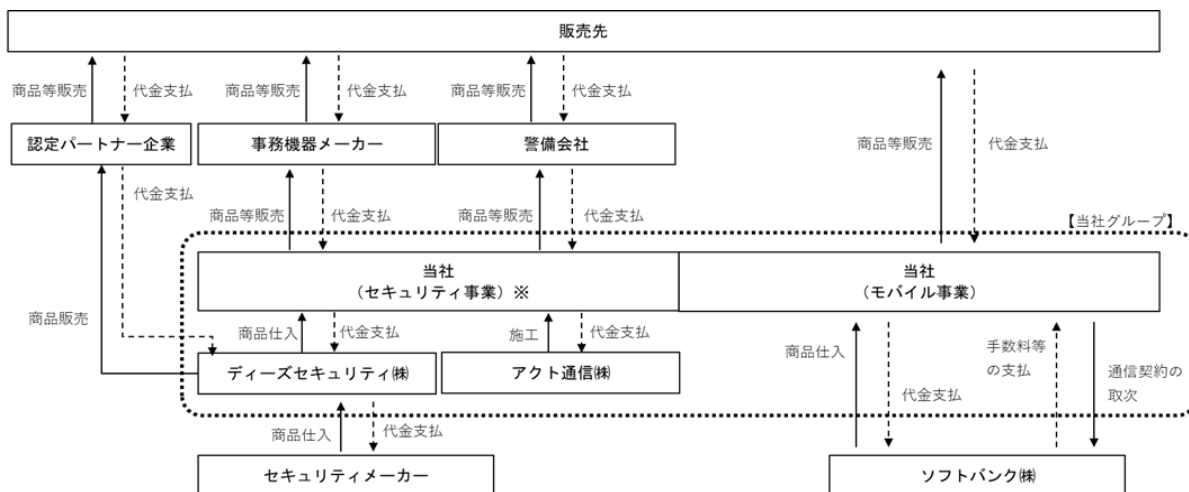 販売先
商品等販売
代金支払
商品等販売
代金支払
商品等販売
代金支払
商品等販売
代金支払
認定パートナー企業
事務機器メーカー
警備会社
代金支払
商品等販売
代金支払
商品等販売
代金支払
【当社グループ】
当社
（セキュリティ事業）※
当社
（モバイル事業）
商品販売
商品仕入
代金支払
施工
代金支払
ディーズセキュリティ㈱
アクト通信㈱
商品仕入
代金支払
手数料等
の支払
通信契約の
取次
商品仕入
代金支払
セキュリティメーカー
ソフトバンク㈱